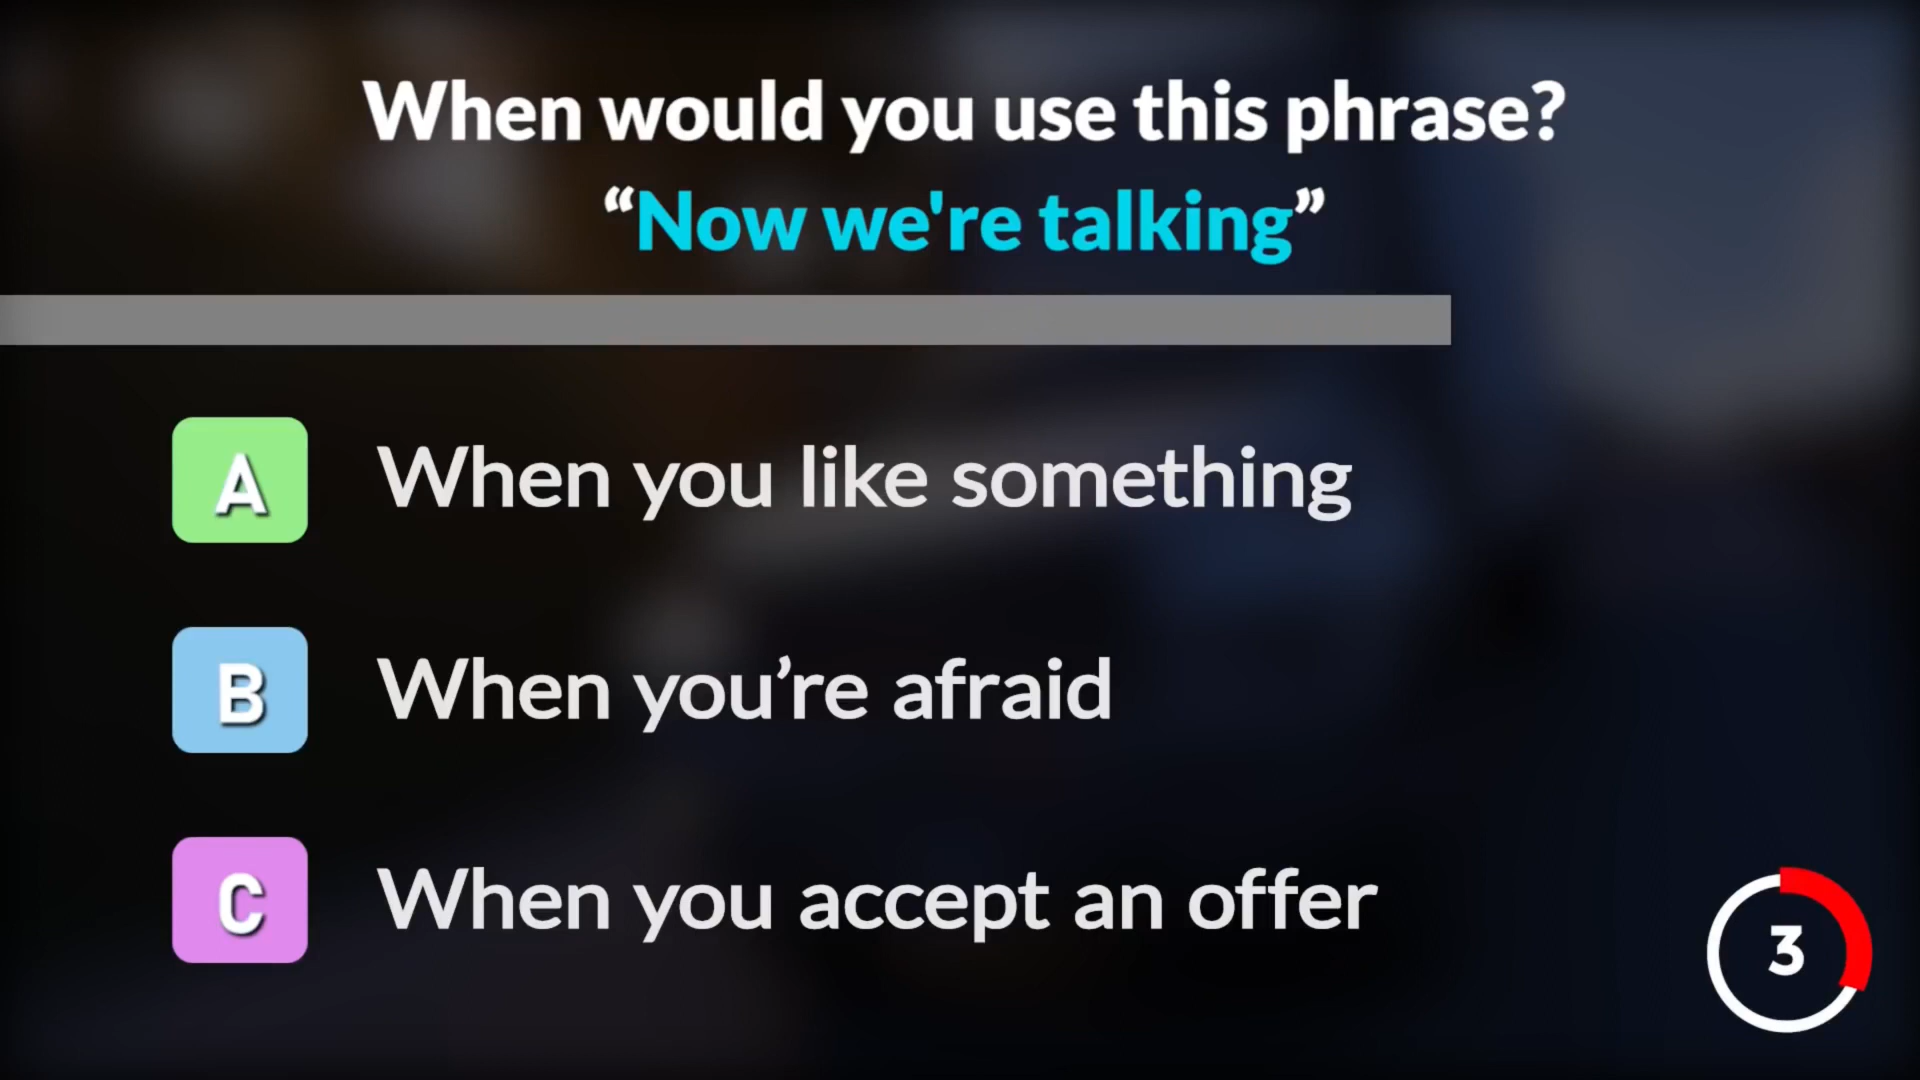 When would you use this phrase?
“Now we're talking”
A When you like something
B When you’re afraid
C When you accept an offer
3